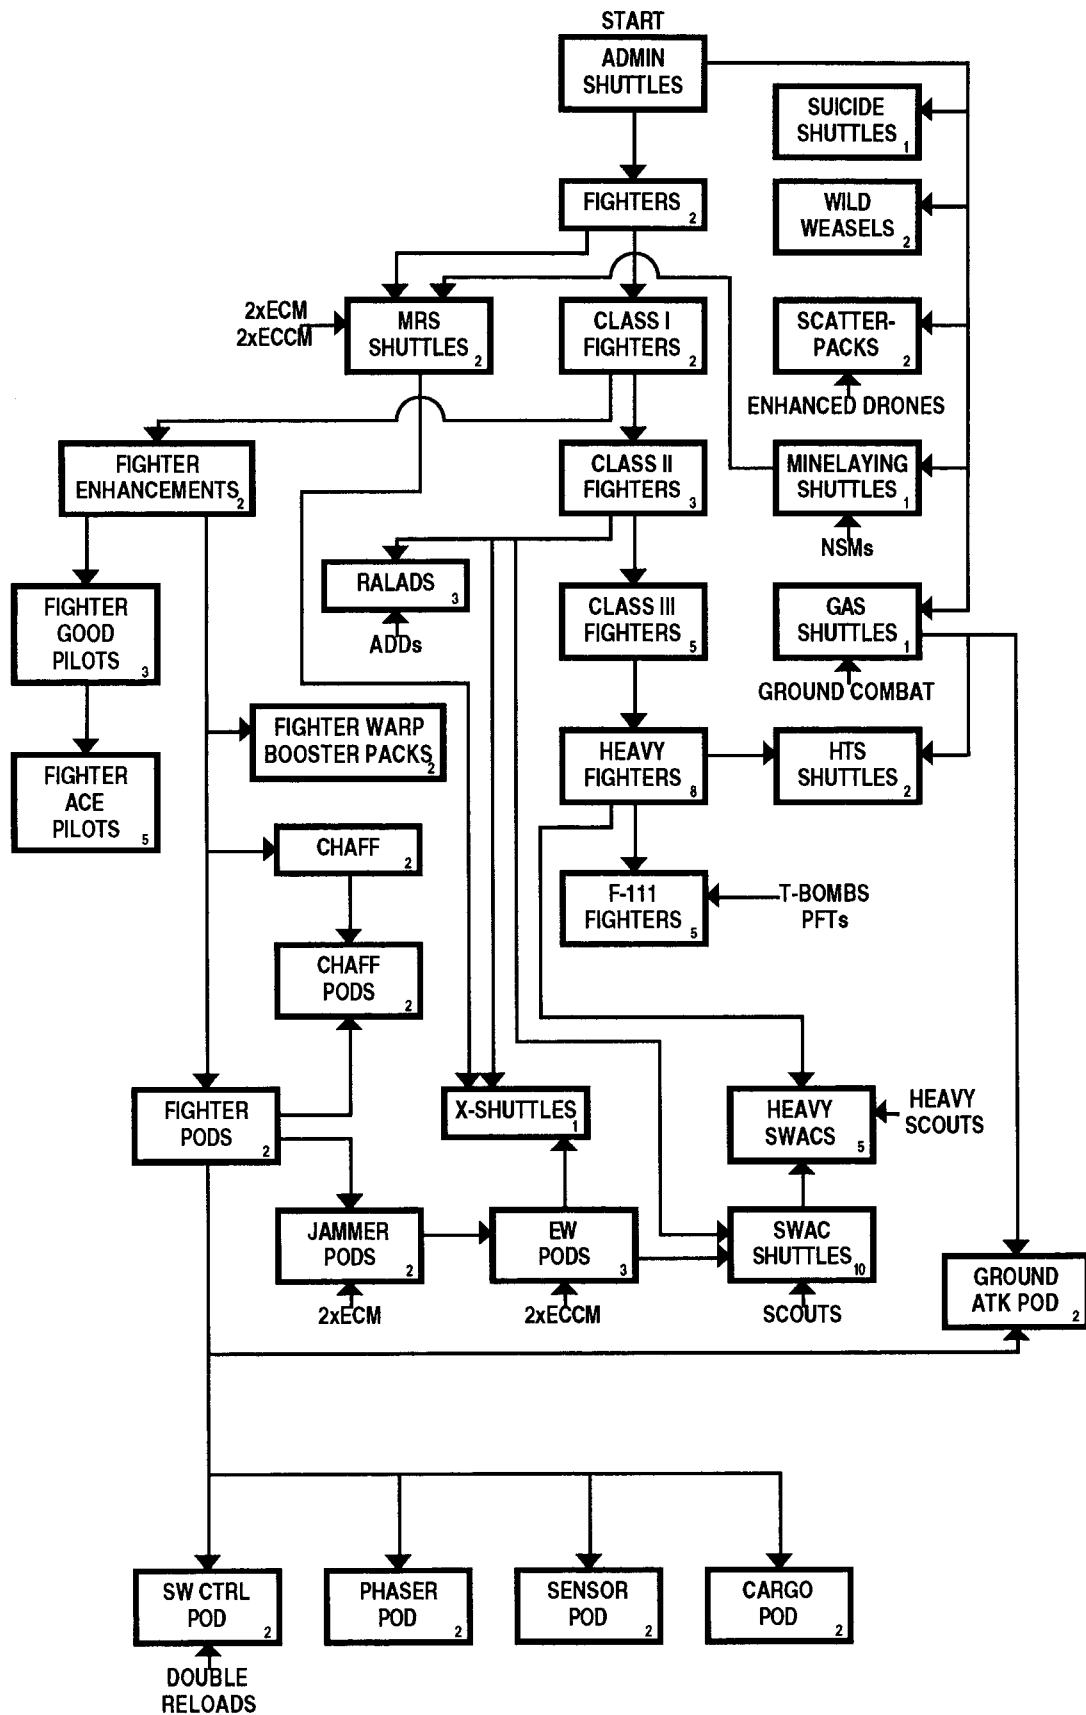 START
ADMIN
SHUTTLES
SUICIDE
SHUTTLES
1
FIGHTERS
2
WILD
WEASELS
2
2xECM
2xECCM
MRS
SHUTTLES
2
CLASS I
FIGHTERS
2
SCATTER-
PACKS
2
ENHANCED DRONES
FIGHTER
ENHANCEMENTS
2
CLASS II
FIGHTERS
3
MINELAYING
SHUTTLES
1
NSMs
FIGHTER
GOOD
PILOTS
3
RALADS
3
ADDs
CLASS III
FIGHTERS
5
GAS
SHUTTLES
1
GROUND COMBAT
FIGHTER WARP
BOOSTER PACKS
2
HEAVY
FIGHTERS
8
HTS
SHUTTLES
2
FIGHTER
ACE
PILOTS
5
CHAFF
2
F-111
FIGHTERS
5
T-BOMBS
PFTs
CHAFF
PODS
2
FIGHTER
PODS
2
X-SHUTTLES
1
HEAVY
SWACS
5
HEAVY
SCOUTS
JAMMER
PODS
2
2xECM
EW
PODS
3
2xECCM
SWAC
SHUTTLES
10
SCOUTS
GROUND
ATK POD
2
SW CTRL
POD
2
PHASER
POD
2
SENSOR
POD
2
CARGO
POD
2
DOUBLE
RELOADS